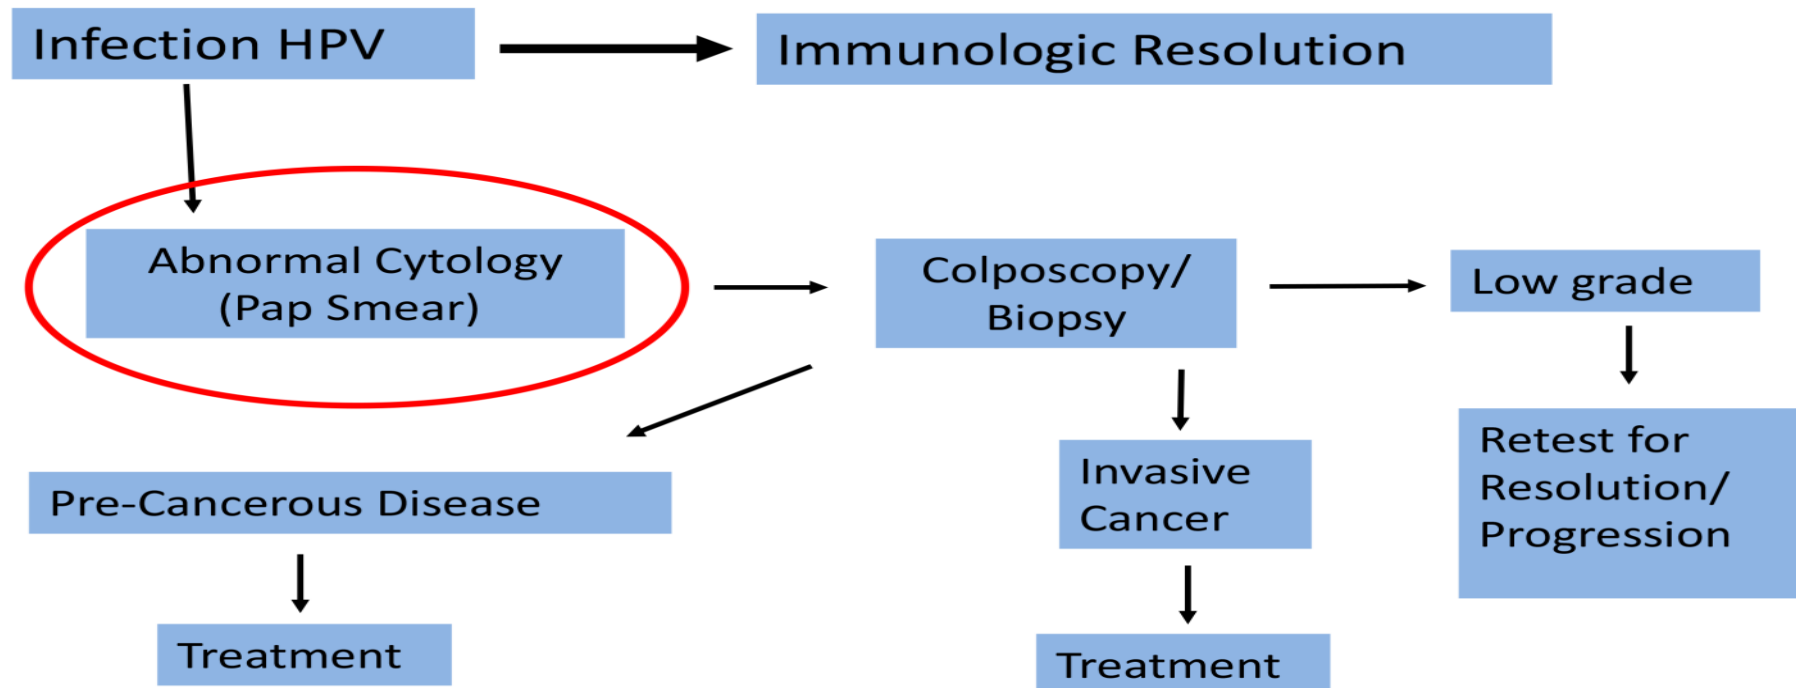 Infection HPV
Immunologic Resolution
Abnormal Cytology
(Pap Smear)
Colposcopy/
Biopsy
Low grade
Pre-Cancerous Disease
Invasive
Cancer
Retest for
Resolution/
Progression
Treatment
Treatment